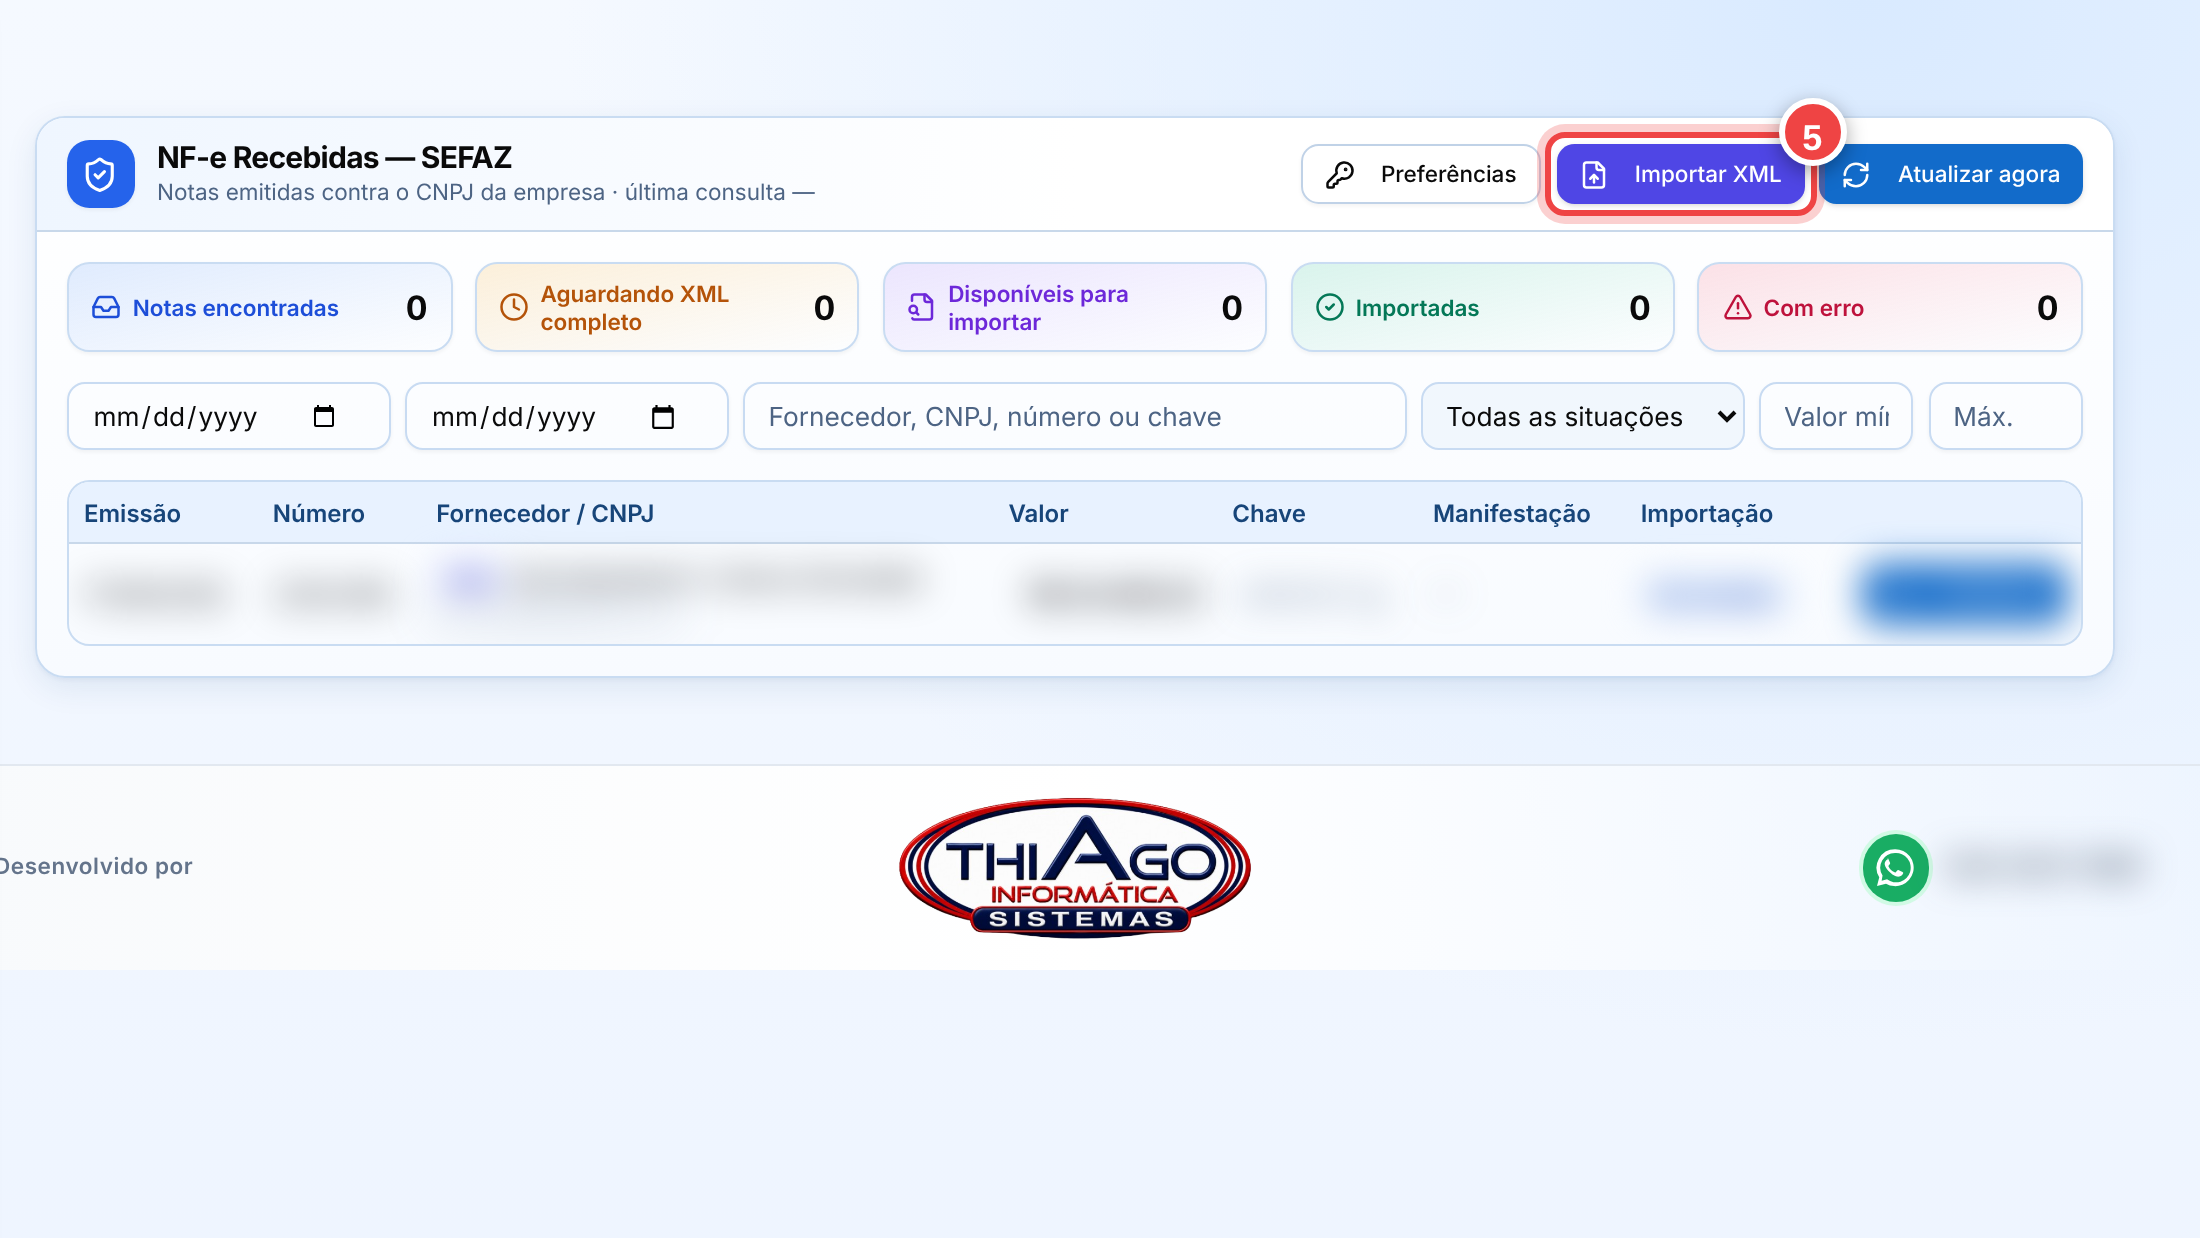 NF-e Recebidas — SEFAZ
Notas emitidas contra o CNPJ da empresa · última consulta —
Preferências
Importar XML
5
Atualizar agora
Notas encontradas
0
Aguardando XML
completo
0
Disponíveis para
importar
0
Importadas
0
Com erro
0
mm/dd/yyyy
mm/dd/yyyy
Fornecedor, CNPJ, número ou chave
Todas as situações
Valor mír
Máx.
Emissão
Número
Fornecedor / CNPJ
Valor
Chave
Manifestação
Importação
Desenvolvido por
THIAGO
INFORMÁTICA
SISTEMAS